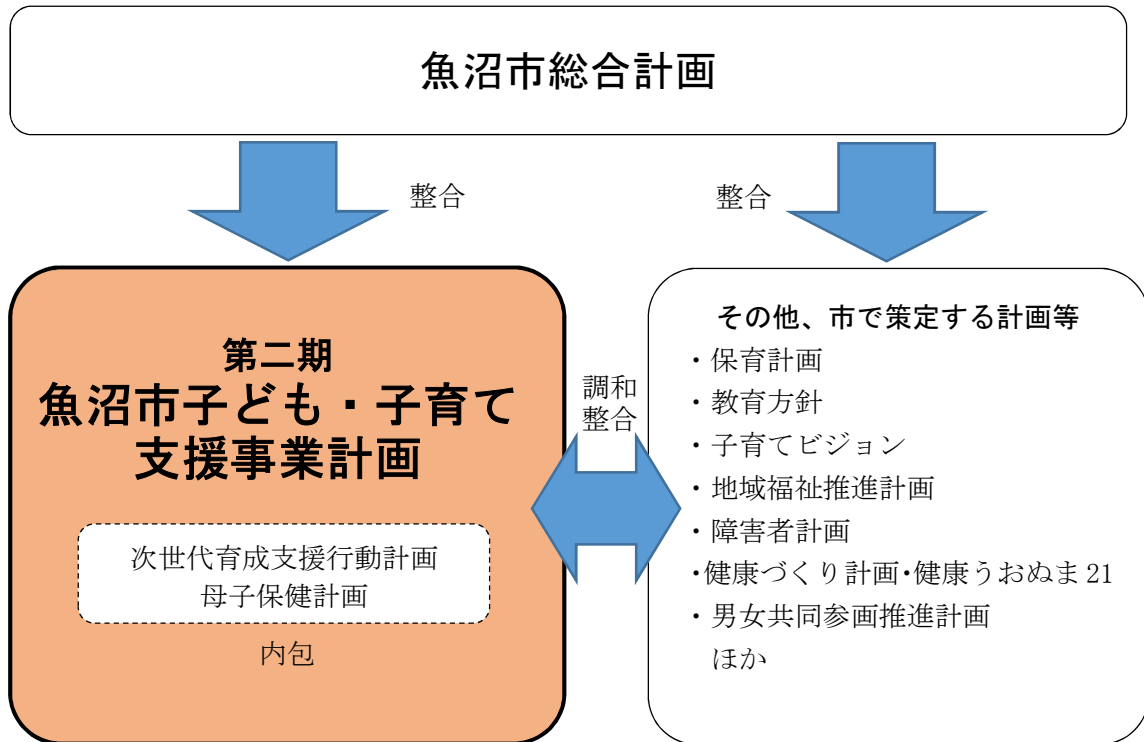 魚沼市総合計画
整合
整合
第二期
魚沼市子ども・子育て
支援事業計画
次世代育成支援行動計画
母子保健計画
内包
調和
整合
その他、市で策定する計画等
・保育計画
・教育方針
・子育てビジョン
・地域福祉推進計画
・障害者計画
・健康づくり計画・健康うおぬま21
・男女共同参画推進計画
ほか